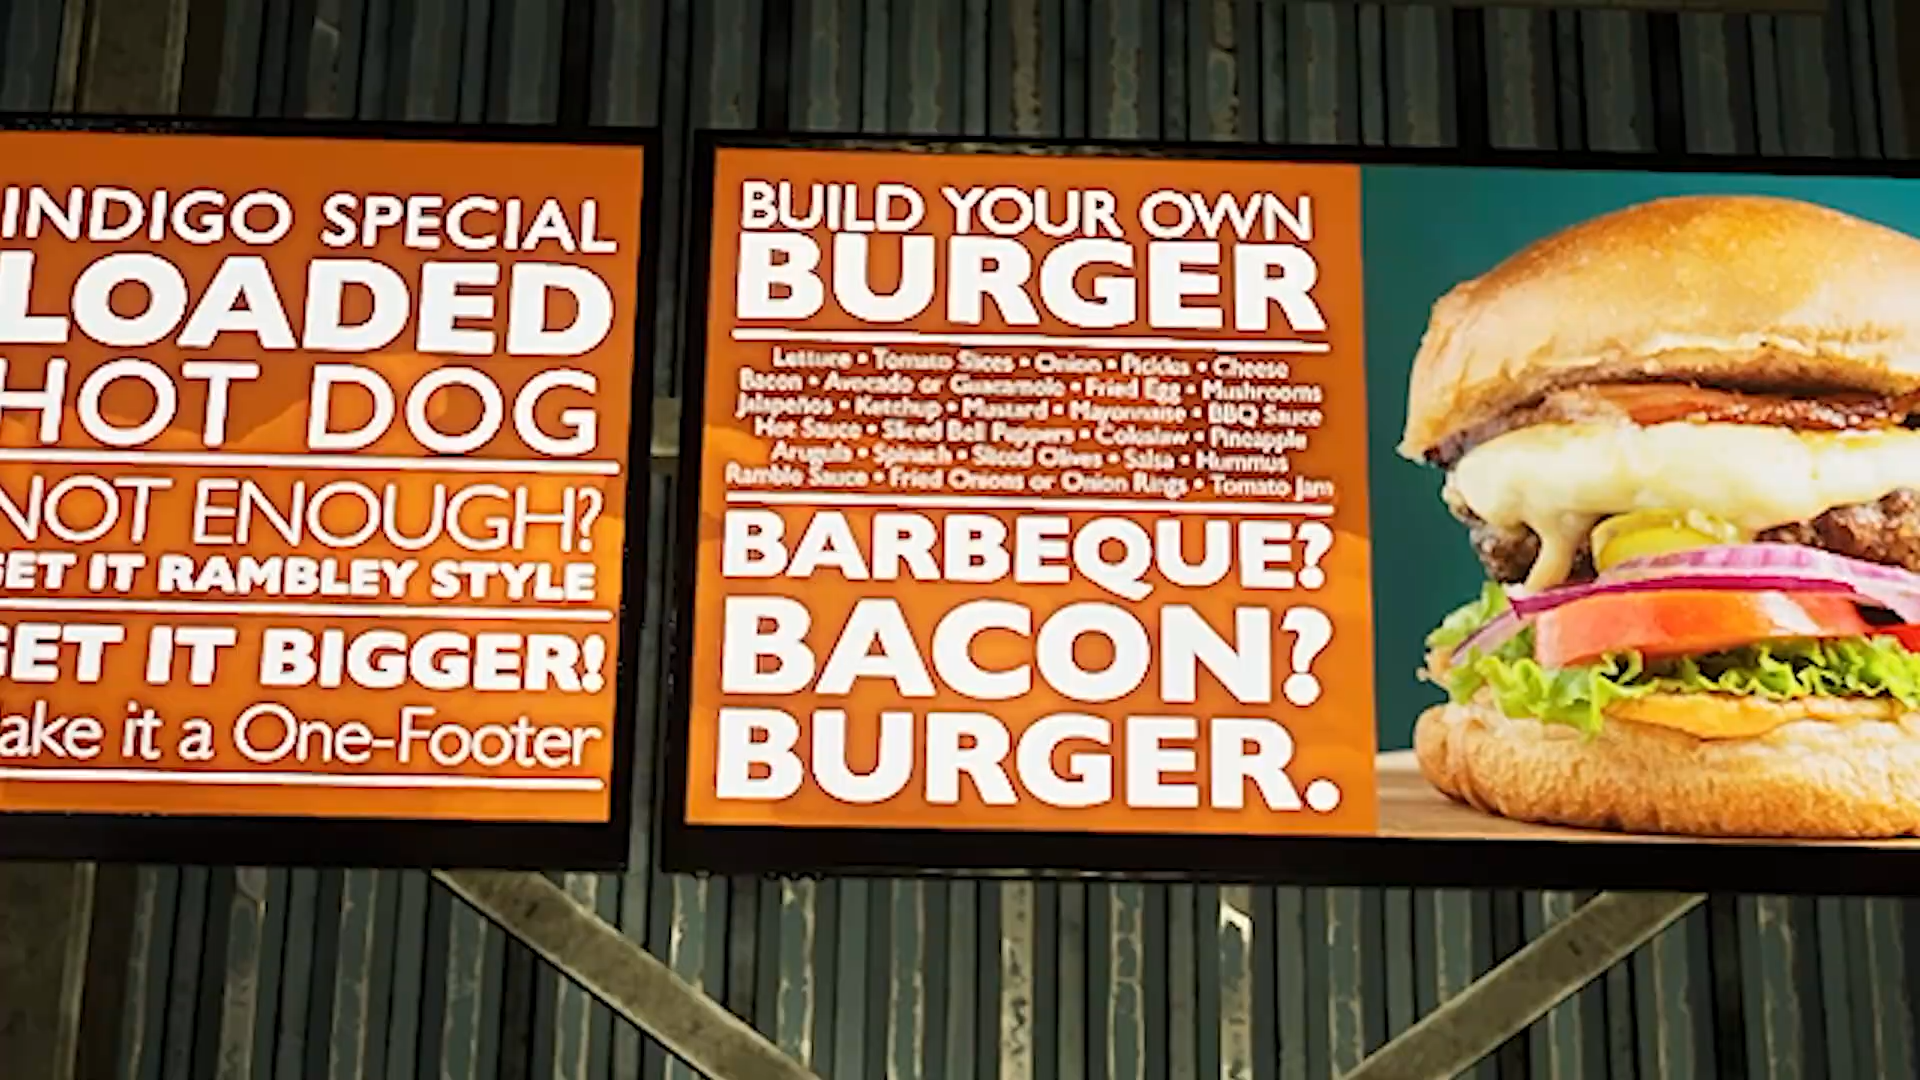 INDIGO SPECIAL
LOADED
HOT DOG
NOT ENOUGH?
GET IT RAMBLEY STYLE
GET IT BIGGER!
ake it a One-Footer
BUILD YOUR OWN
BURGER
Lettuce • Tomato Slices • Onion • Pickles • Cheese
Bacon • Avocado or Guacamole • Fried Egg • Mushrooms
Jalapeños • Ketchup • Mustard • Mayonnaise • BBQ Sauce
Hot Sauce • Sliced Bell Peppers • Coleslaw • Pineapple
Arugula • Spinach • Sliced Olives • Salsa • Hummus
Ramble Sauce • Fried Onions or Onion Rings • Tomato Jam
BARBEQUE?
BACON?
BURGER.